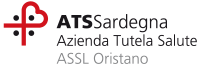 ATSSardegna
Azienda Tutela Salute
ASSL Oristano